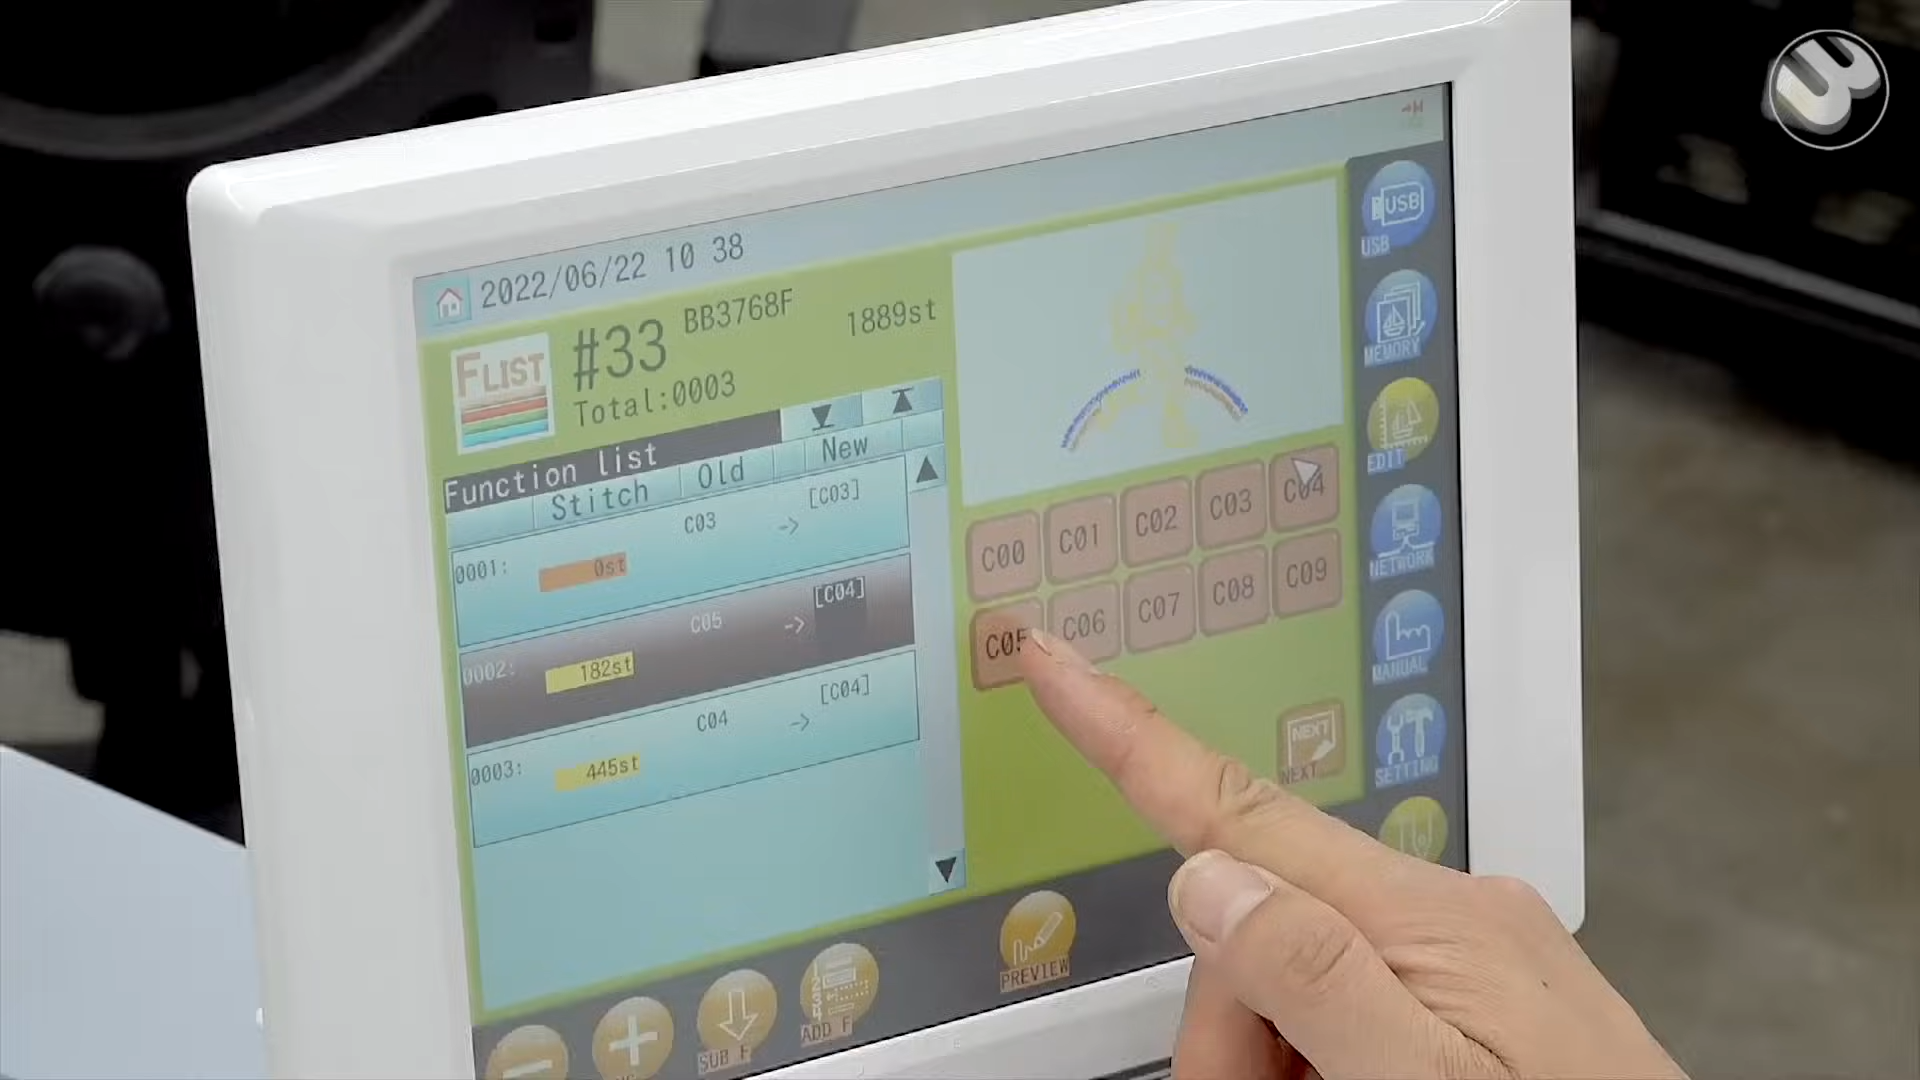 2022/06/22 10 38
FLIST
#33
BB3768F
1889st
Total:0003
Function list
Stitch
Old
New
0001:
0st
C03
->
[C03]
0002:
182st
C05
->
[C04]
0003:
445st
C04
->
[C04]
C00
C01
C02
C03
C04
C05
C06
C07
C08
C09
NEXT
NEXT
USB
USB
MEMORY
EDIT
NETWORK
MANUAL
SETTING
SUB F
ADD F
PREVIEW